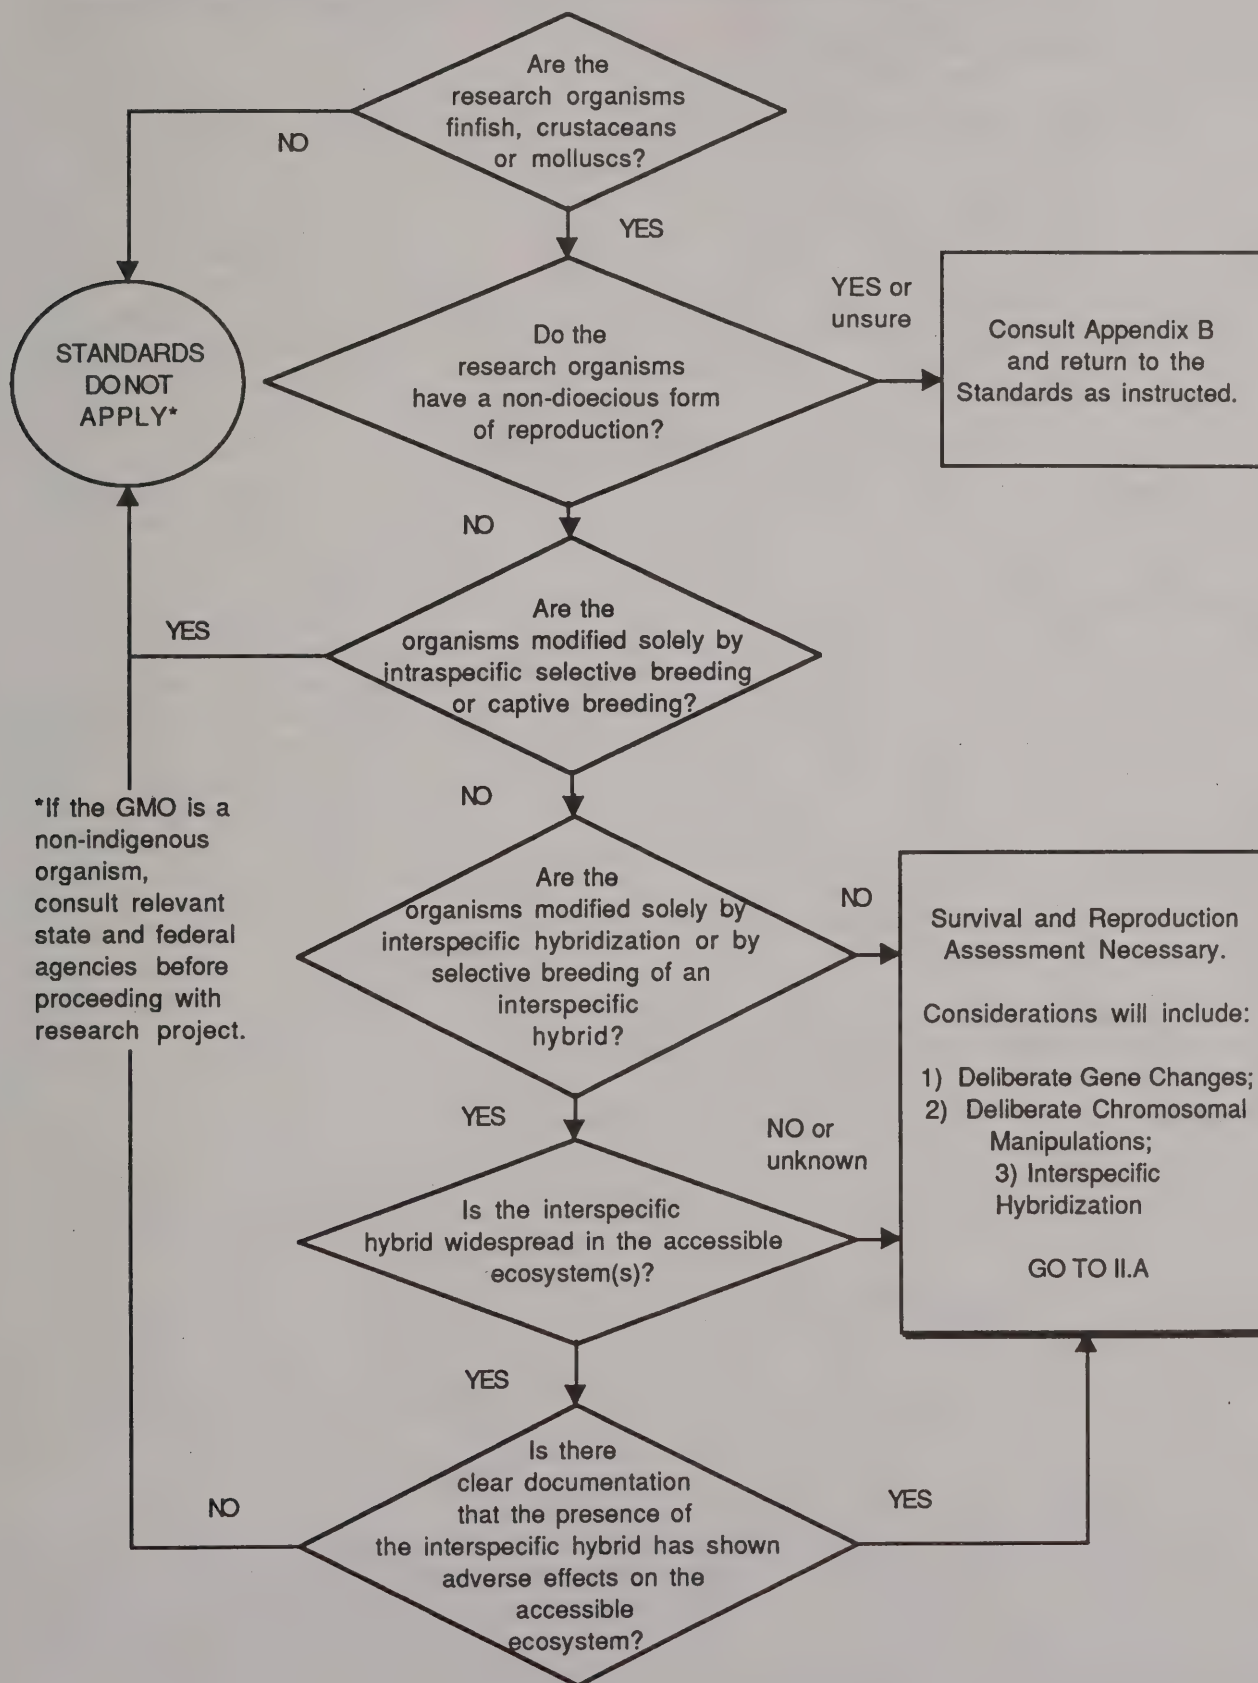 Are the
research organisms
finfish, crustaceans
or molluscs?
NO
YES
STANDARDS
DO NOT
APPLY*
Do the
research organisms
have a non-dioecious form
of reproduction?
YES or
unsure
Consult Appendix B
and return to the
Standards as instructed.
NO
Are the
organisms modified solely by
intraspecific selective breeding
or captive breeding?
YES
NO
*If the GMO is a
non-indigenous
organism,
consult relevant
state and federal
agencies before
proceeding with
research project.
Are the
organisms modified solely by
interspecific hybridization or by
selective breeding of an
interspecific
hybrid?
NO
YES
Survival and Reproduction
Assessment Necessary.
Considerations will include:
1) Deliberate Gene Changes;
2) Deliberate Chromosomal
Manipulations;
3) Interspecific
Hybridization
GO TO II.A
NO or
unknown
Is the interspecific
hybrid widespread in the accessible
ecosystem(s)?
YES
Is there
clear documentation
that the presence of
the interspecific hybrid has shown
adverse effects on the
accessible
ecosystem?
NO
YES